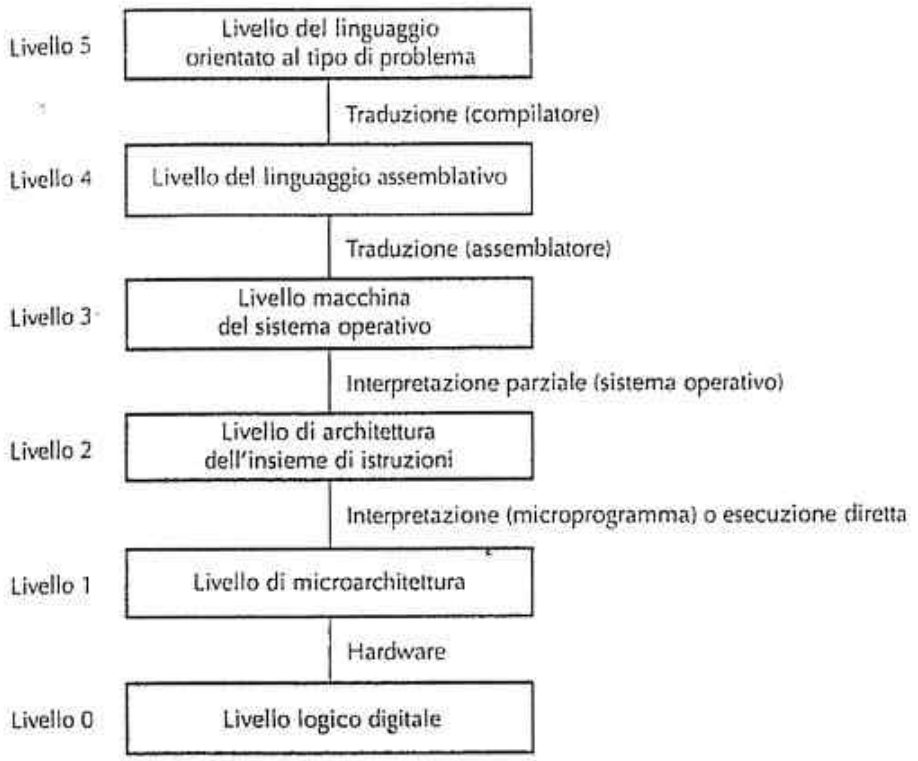 Livello 5
Livello del linguaggio
orientato al tipo di problema
Traduzione (compilatore)
Livello 4
Livello del linguaggio assemblativo
Traduzione (assemblatore)
Livello 3
Livello macchina
del sistema operativo
Interpretazione parziale (sistema operativo)
Livello 2
Livello di architettura
dell'insieme di istruzioni
Interpretazione (microprogramma) o esecuzione diretta
Livello 1
Livello di microarchitettura
Hardware
Livello 0
Livello logico digitale